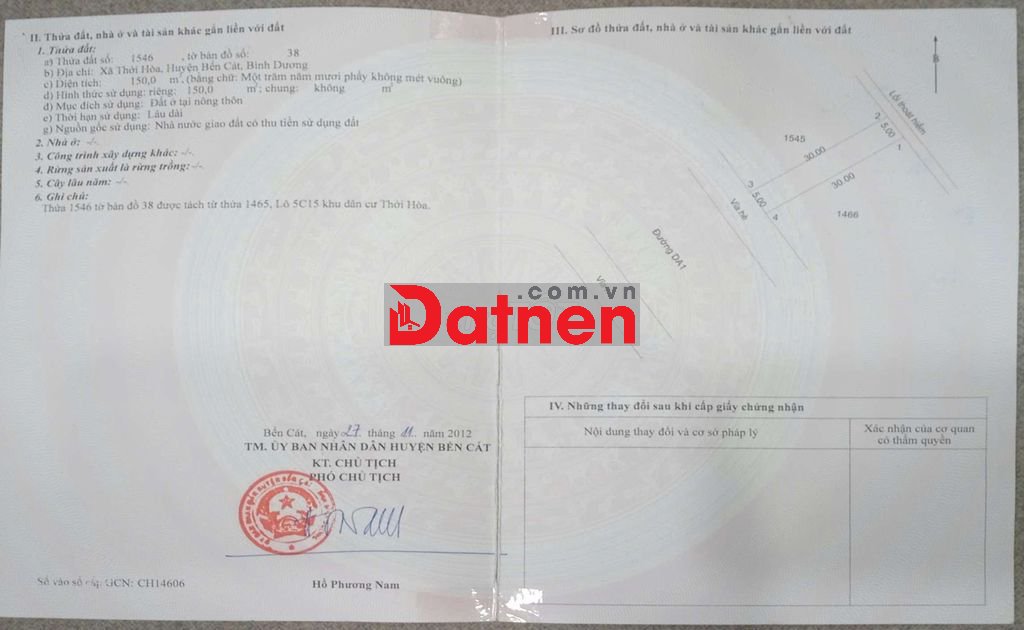 II. Thửa đất, nhà ở và tài sản khác gắn liền với đất
1. Thửa đất:
a) Thửa đất số: 1546 , tờ bản đồ số: 38
b) Địa chỉ: Xã Thới Hòa, Huyện Bến Cát, Bình Dương
c) Diện tích: 150,0 m², (bằng chữ: Một trăm năm mươi phẩy không mét vuông)
d) Hình thức sử dụng: riêng: 150,0 m²; chung: không m²
đ) Mục đích sử dụng: Đất ở tại nông thôn
e) Thời hạn sử dụng: Lâu dài
g) Nguồn gốc sử dụng: Nhà nước giao đất có thu tiền sử dụng đất
2. Nhà ở: -/-.
3. Công trình xây dựng khác: -/-.
4. Rừng sản xuất là rừng trồng: -/-.
5. Cây lâu năm: -/-.
6. Ghi chú:
Thửa 1546 tờ bản đồ 38 được tách từ thửa 1465, Lô 5C15 khu dân cư Thới Hòa.
Bến Cát, ngày 27 tháng 11 năm 2012
TM. ỦY BAN NHÂN DÂN HUYỆN BẾN CÁT
KT. CHỦ TỊCH
PHÓ CHỦ TỊCH
Hồ Phương Nam
Số vào sổ cấp GCN: CH14606
III. Sơ đồ thửa đất, nhà ở và tài sản khác gắn liền với đất
B
Lối thoát hiểm
2
5.00
1
1545
30.00
30.00
3
5.00
4
1466
Vỉa hè
Đường DA1
.com.vn
Datnen
IV. Những thay đổi sau khi cấp giấy chứng nhận
Nội dung thay đổi và cơ sở pháp lý
Xác nhận của cơ quan
có thẩm quyền